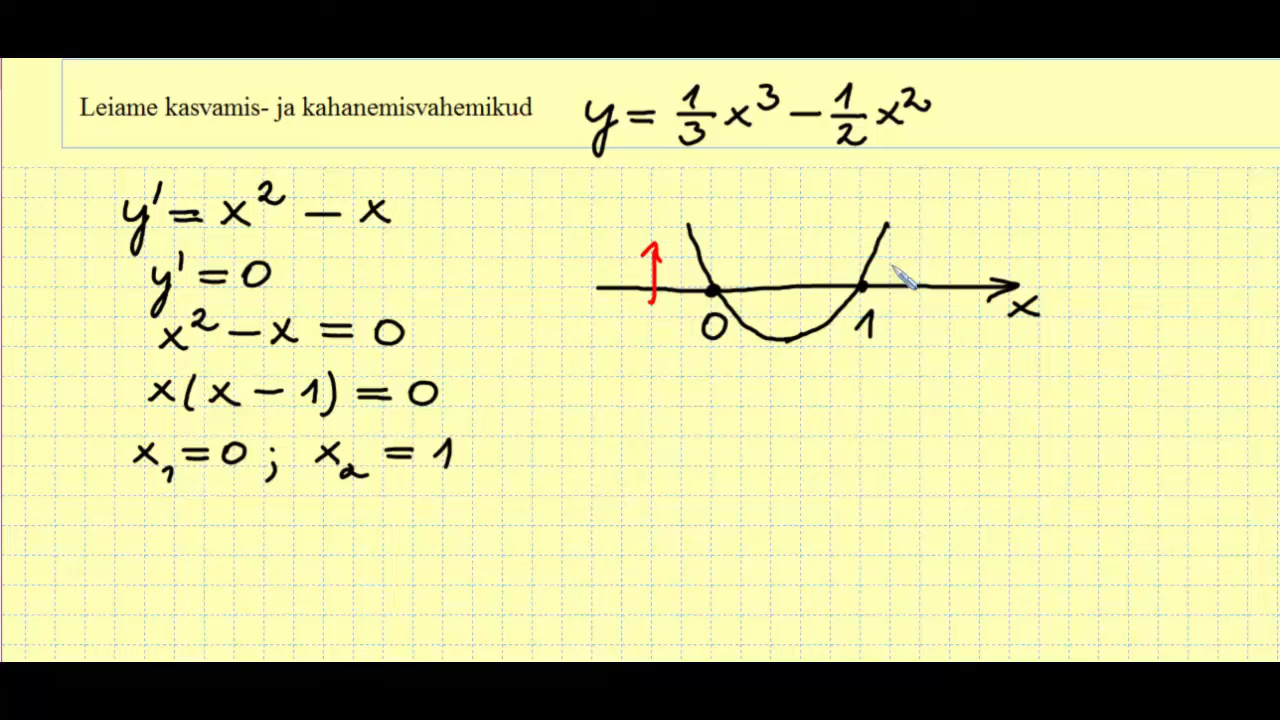 Leiame kasvamis- ja kahanemisvahemikud y = 1/3 x³ − 1/2 x²
y' = x² − x
y' = 0
x² − x = 0
x(x − 1) = 0
x₁ = 0 ; x₂ = 1
0 1 x